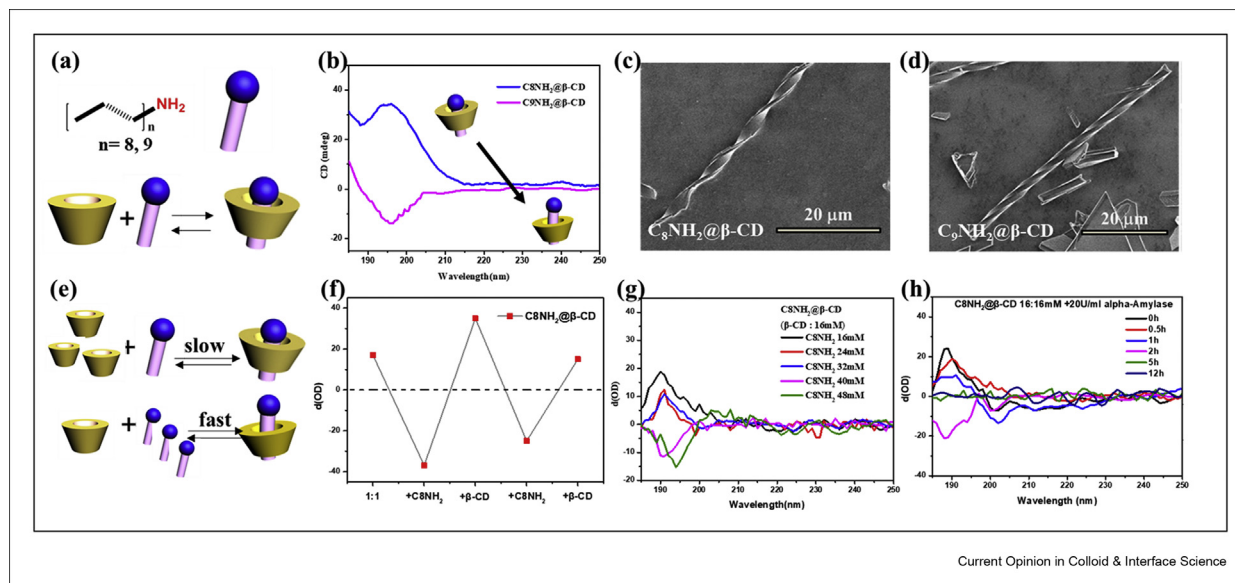 (a)
NH2
n
n= 8, 9
+
(b)
C8NH2@β-CD
C9NH2@β-CD
CD (mdeg)
40
20
0
-20
190
200
210
220
230
240
250
Wavelength(nm)
(c)
20 μm
C8NH2@β-CD
(d)
20 μm
C9NH2@β-CD
(e)
+
slow
+
fast
(f)
C8NH2@β-CD
d(OD)
40
20
0
-20
-40
1:1
+C8NH2
+β-CD
+C8NH2
+β-CD
(g)
C8NH2@β-CD
(β-CD : 16mM)
C8NH2 16mM
C8NH2 24mM
C8NH2 32mM
C8NH2 40mM
C8NH2 48mM
d(OD)
40
30
20
10
0
-10
-20
190
200
210
220
230
240
250
Wavelength(nm)
(h)
C8NH2@β-CD 16:16mM +20U/ml alpha-Amylase
0h
0.5h
1h
2h
5h
12h
d(OD)
40
20
0
-20
-40
190
200
210
220
230
240
250
Wavelength (nm)
Current Opinion in Colloid & Interface Science